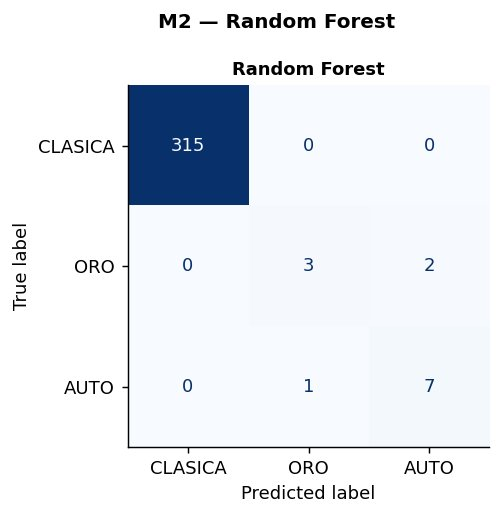 M2 — Random Forest
Random Forest
CLASICA 315 0 0
ORO 0 3 2
AUTO 0 1 7
True label
CLASICA ORO AUTO
Predicted label